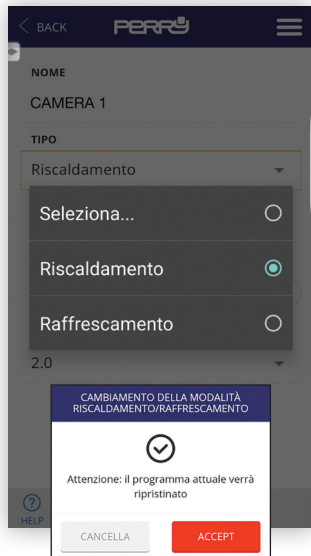 < BACK PERRY
NOME
CAMERA 1
TIPO
Riscaldamento
Seleziona...
Riscaldamento
Raffrescamento
2.0
CAMBIAMENTO DELLA MODALITÀ
RISCALDAMENTO/RAFFRESCAMENTO
Attenzione: il programma attuale verrà
ripristinato
? HELP
CANCELLA ACCEPT